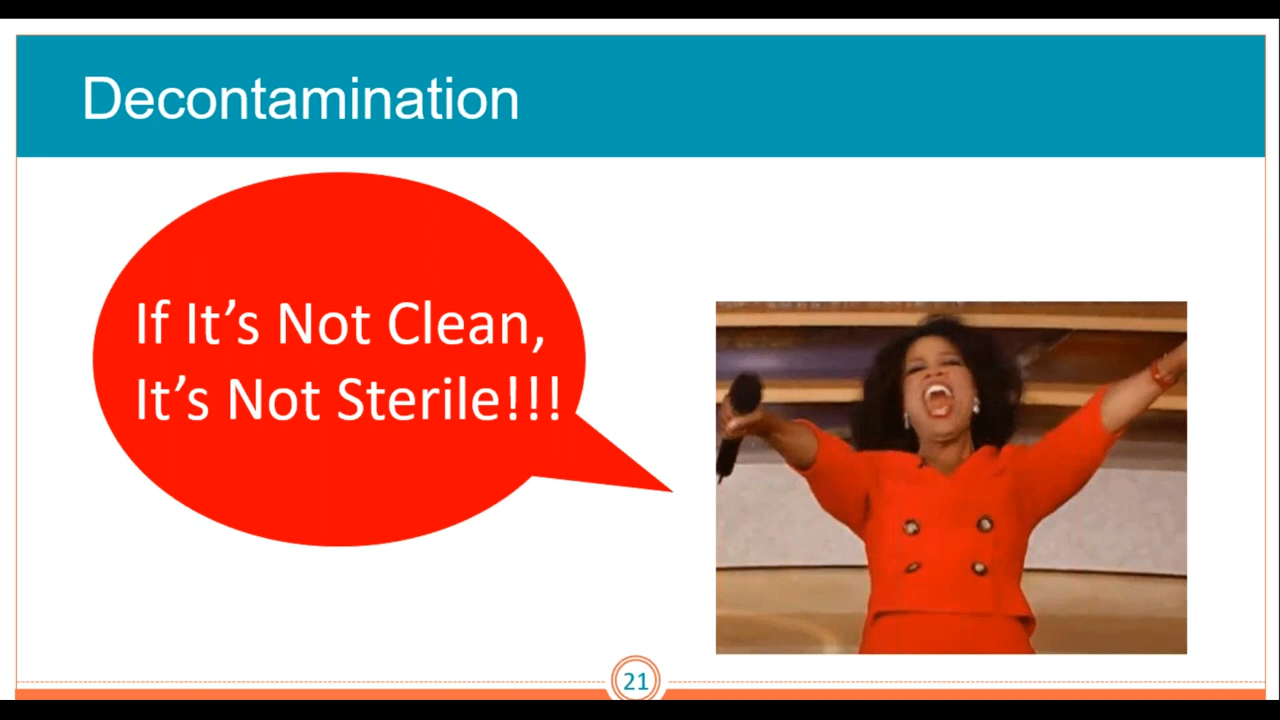 Decontamination
If It’s Not Clean,
It’s Not Sterile!!!
21